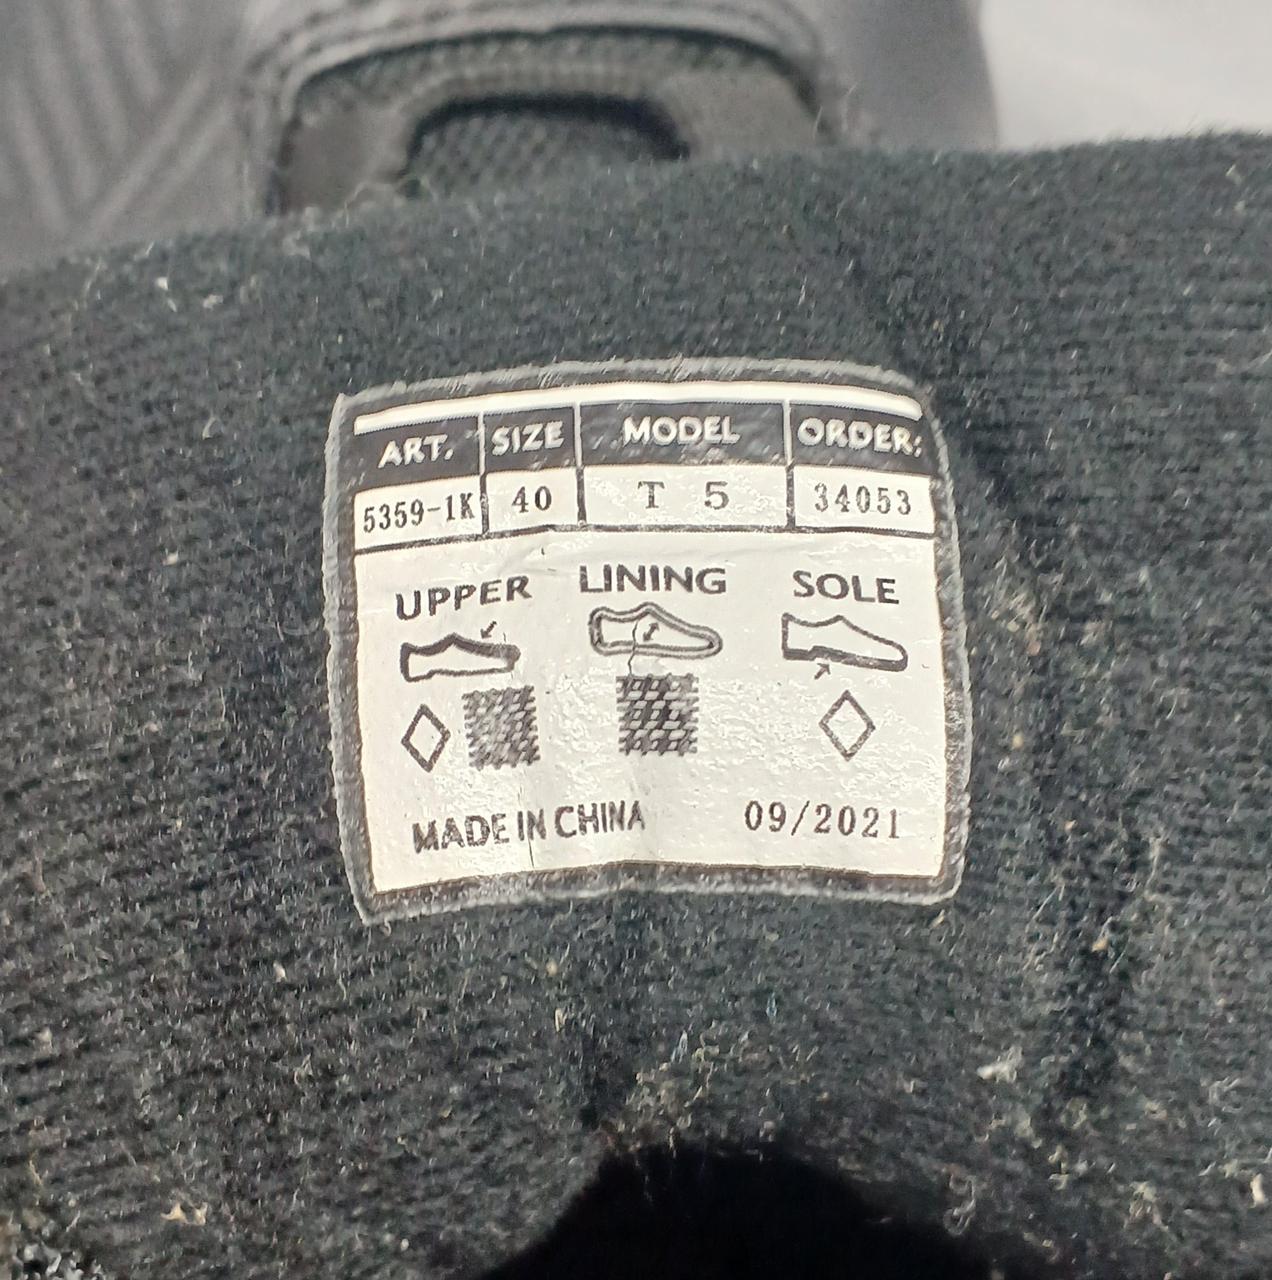 ART. SIZE MODEL ORDER:
5359-1K 40 T 5 34053
UPPER LINING SOLE
MADE IN CHINA 09/2021